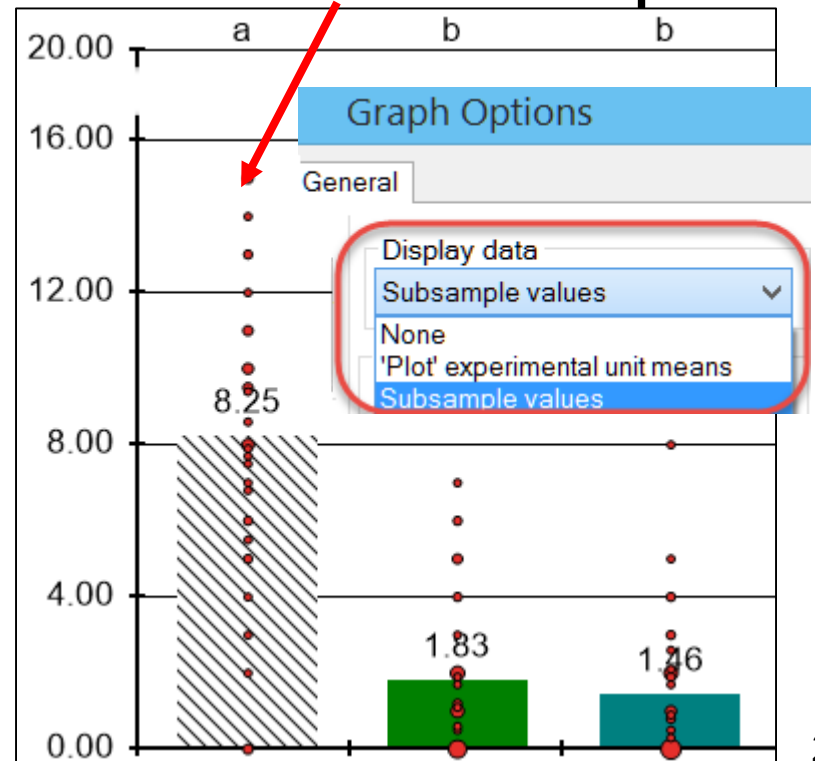 a b b
20.00
Graph Options
16.00
General
Display data
12.00
Subsample values
None
'Plot' experimental unit means
8.25
Subsample values
8.00
4.00
1.83
1.46
0.00